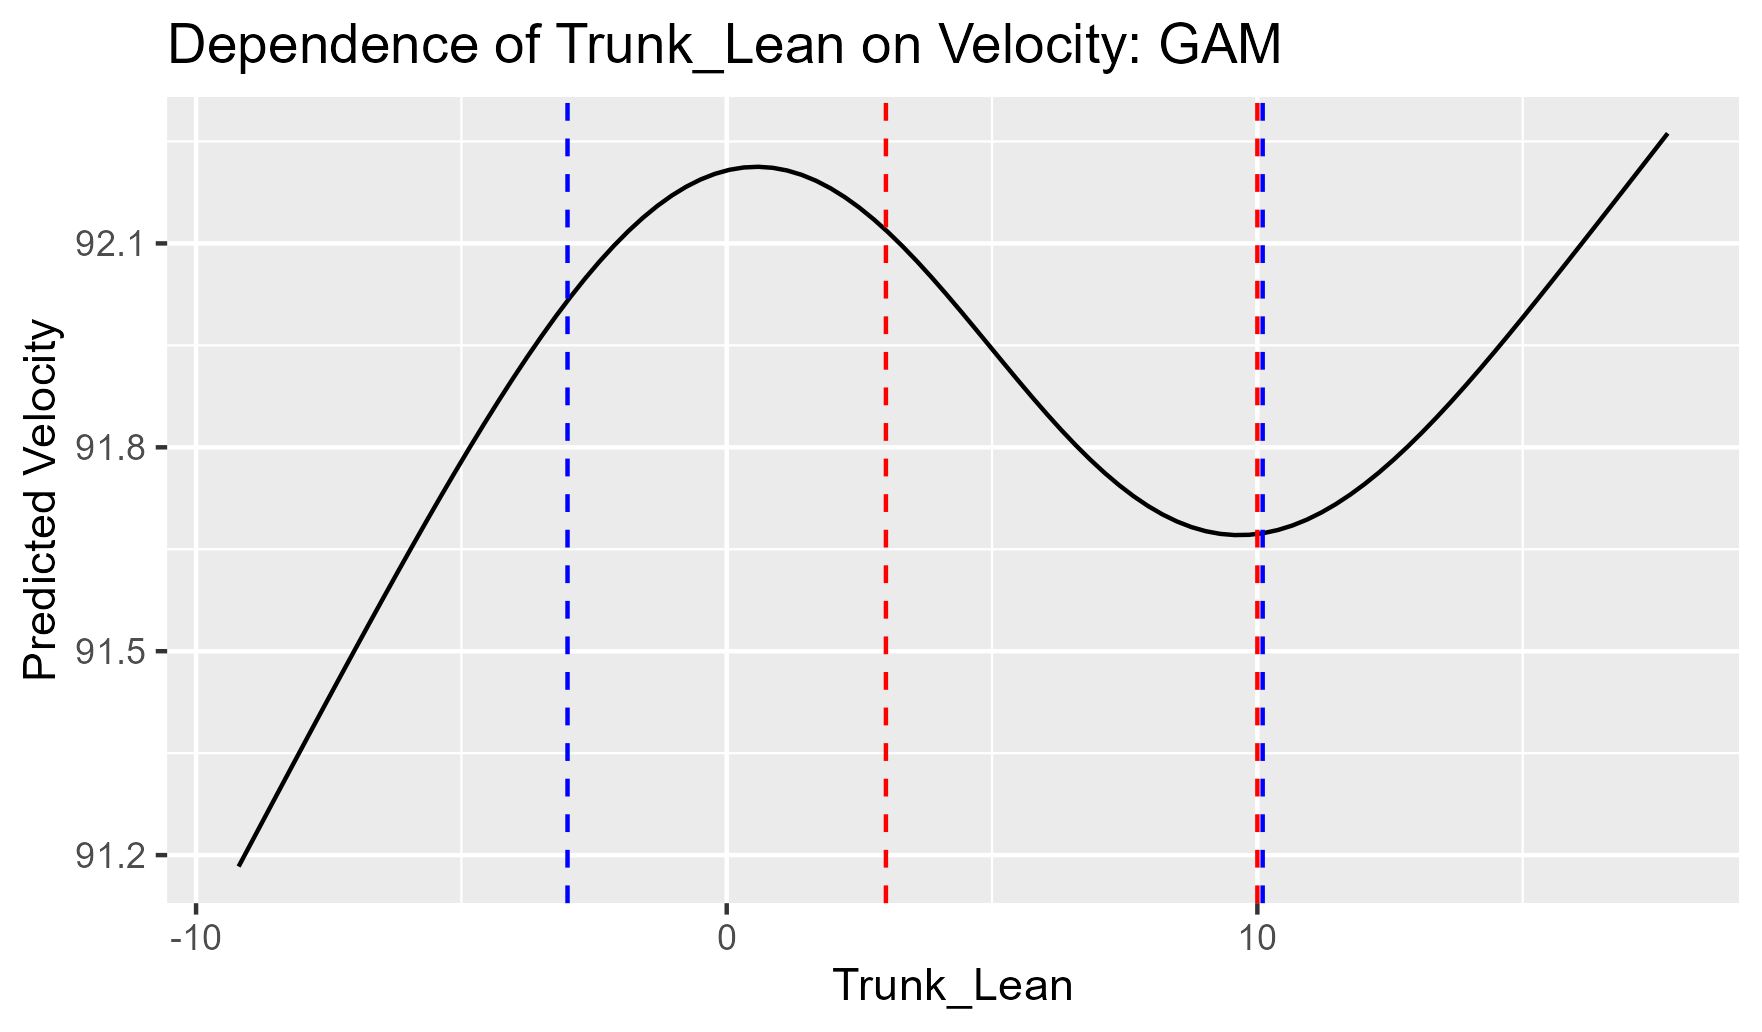 Dependence of Trunk_Lean on Velocity: GAM
Predicted Velocity
92.1
91.8
91.5
91.2
-10
0
10
Trunk_Lean